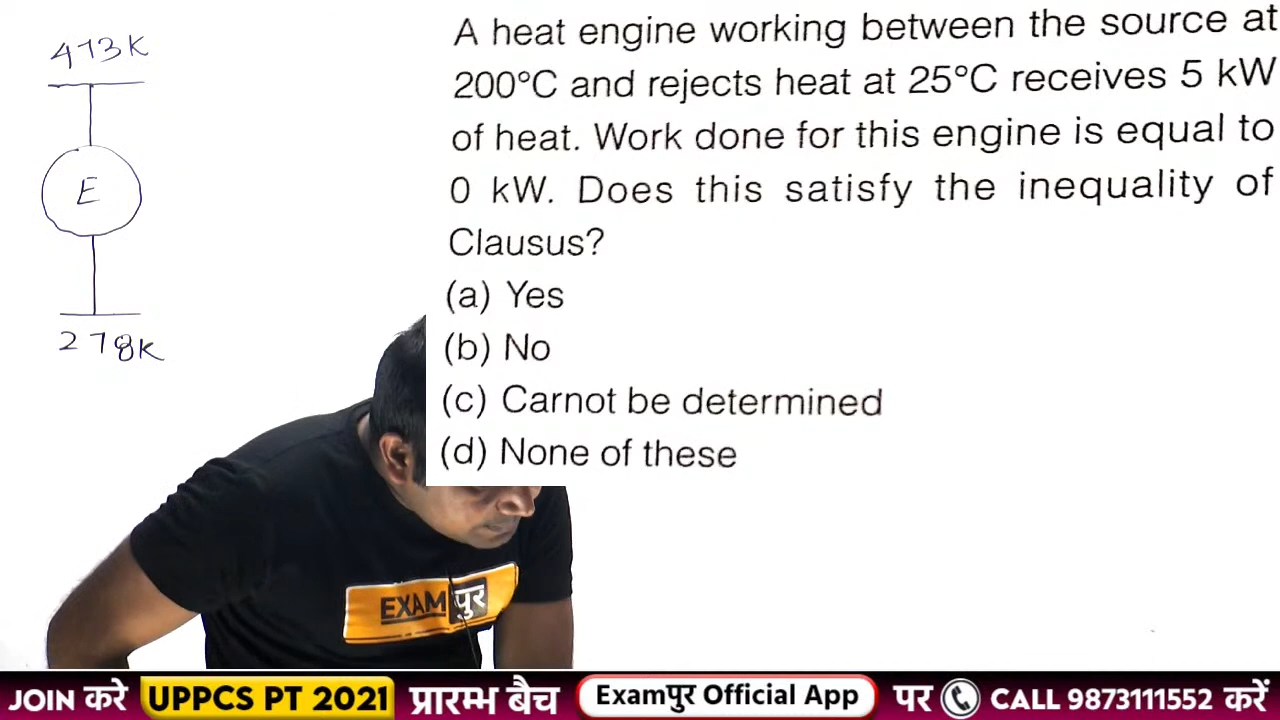 473K
E
278K
A heat engine working between the source at
200°C and rejects heat at 25°C receives 5 kW
of heat. Work done for this engine is equal to
0 kW. Does this satisfy the inequality of
Clausus?
(a) Yes
(b) No
(c) Carnot be determined
(d) None of these
EXAMपुर
JOIN करे UPPCS PT 2021 प्रारम्भ बैच Examपुर Official App पर CALL 9873111552 करें